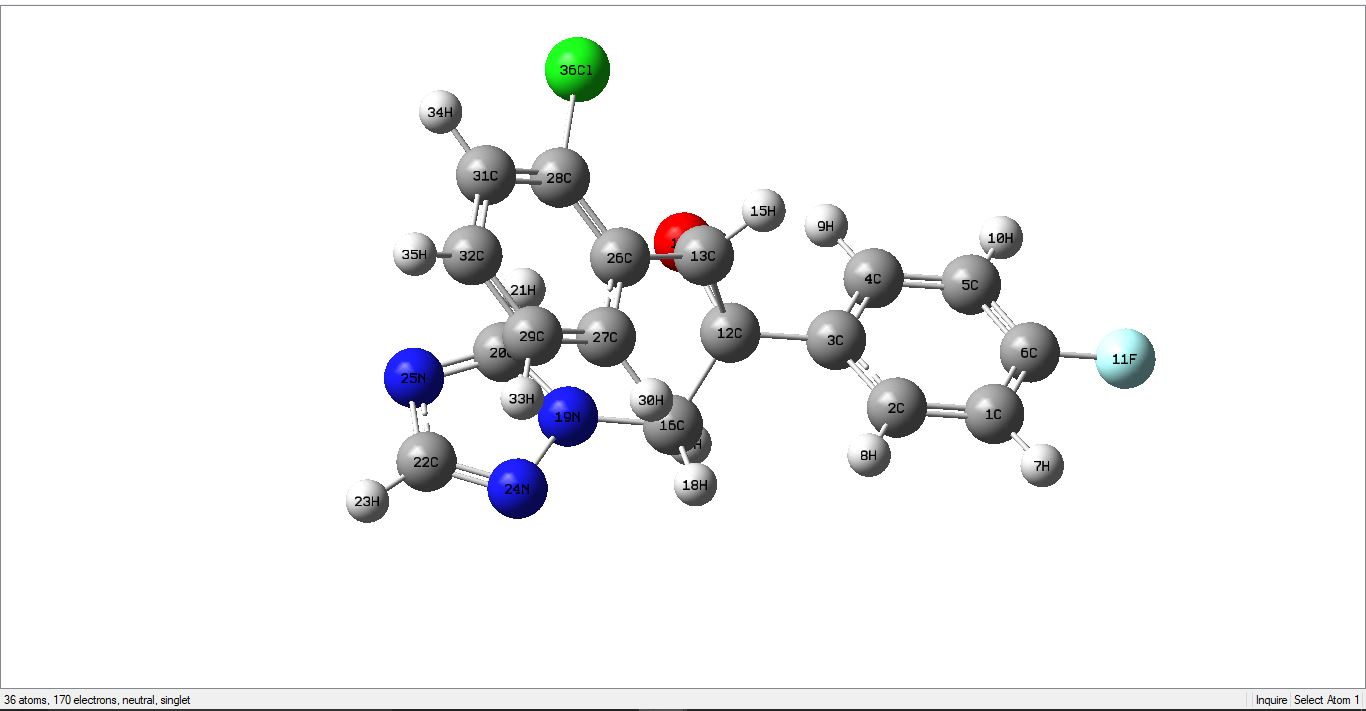 36Cl
34H
31C
28C
15H
9H
10H
35H
32C
26C
13C
4C
5C
21H
29C
27C
12C
3C
6C
11F
25N
33H
30H
19N
16C
2C
1C
8H
7H
22C
24N
18H
23H
36 atoms, 170 electrons, neutral, singlet
Inquire
Select Atom 1